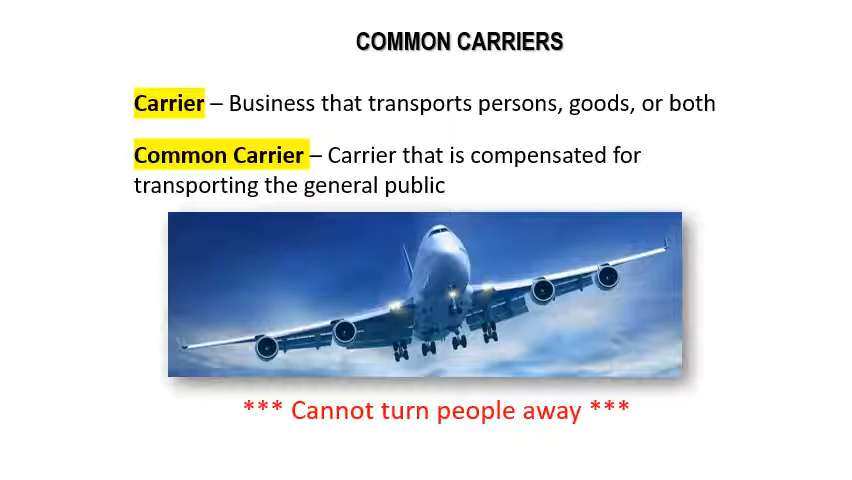 COMMON CARRIERS
Carrier – Business that transports persons, goods, or both
Common Carrier – Carrier that is compensated for
transporting the general public
*** Cannot turn people away ***